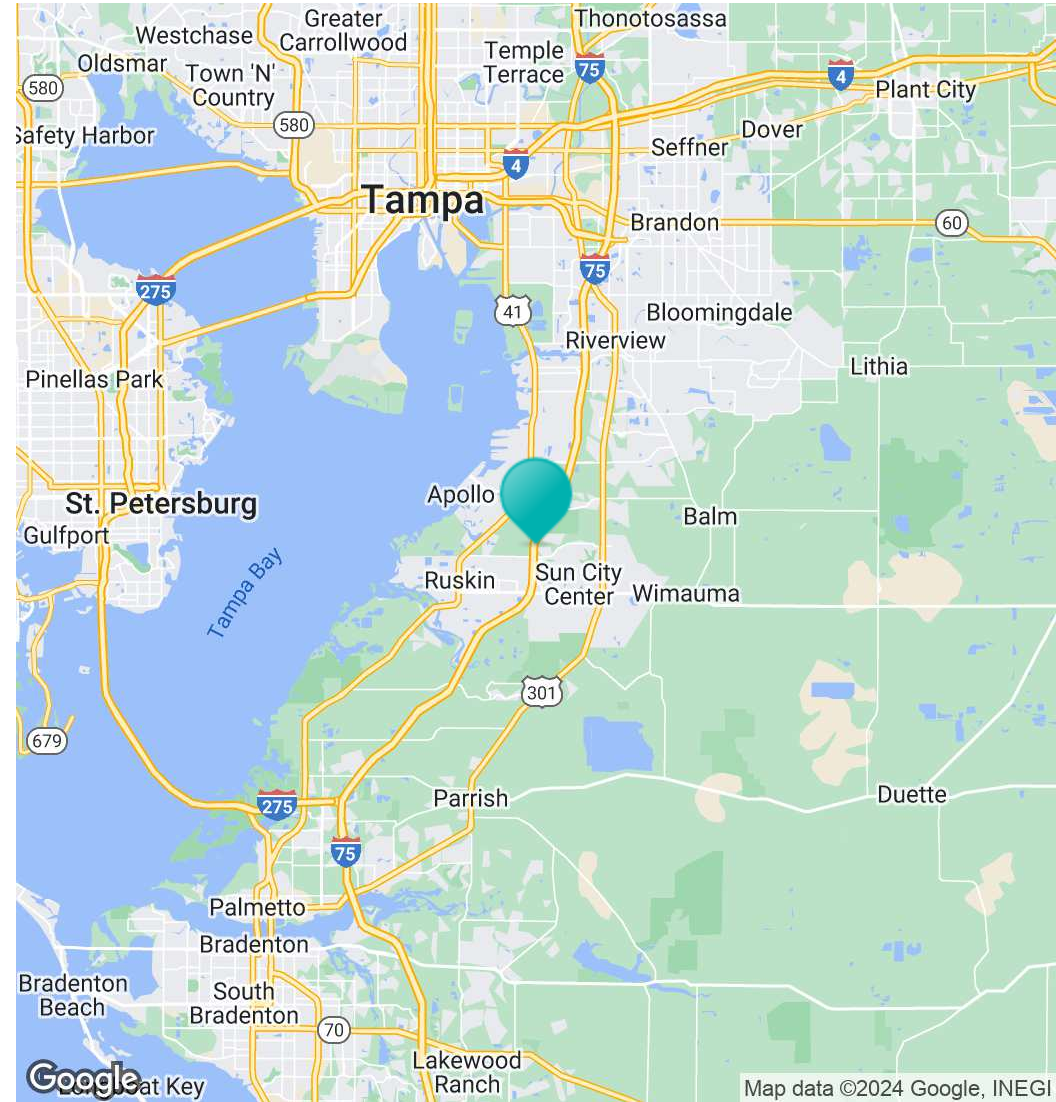 Westchase
Greater
Carrollwood
Thonotosassa
Oldsmar
Temple
Terrace
75
4
Town 'N'
Country
580
Plant City
580
Safety Harbor
Dover
Seffner
4
Tampa
Brandon
60
75
275
41
Bloomingdale
Riverview
Lithia
Pinellas Park
Apollo
St. Petersburg
Gulfport
Balm
Tampa Bay
Ruskin
Sun City
Center
Wimauma
301
679
275
Parrish
Duette
75
Palmetto
Bradenton
Bradenton
Beach
South
Bradenton
70
Lakewood
Ranch
Google
Longboat Key
Map data ©2024 Google, INEGI